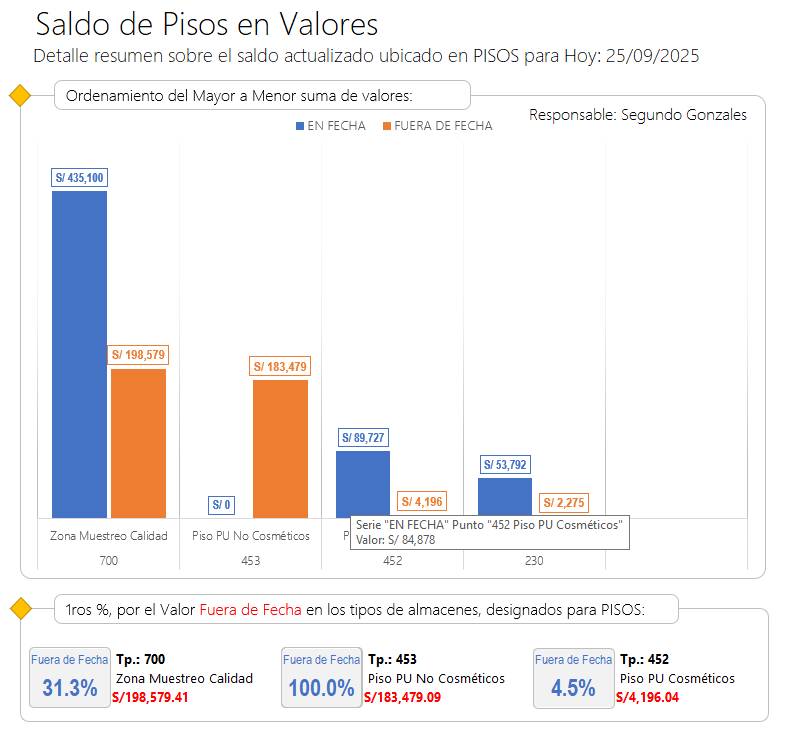 Saldo de Pisos en Valores
Detalle resumen sobre el saldo actualizado ubicado en PISOS para Hoy: 25/09/2025
Ordenamiento del Mayor a Menor suma de valores:
Responsable: Segundo Gonzales
EN FECHA FUERA DE FECHA
S/ 435,100
S/ 198,579
S/ 183,479
S/ 89,727
S/ 53,792
S/ 0
S/ 4,196
S/ 2,275
Serie "EN FECHA" Punto "452 Piso PU Cosméticos"
Valor: S/ 84,878
Zona Muestreo Calidad Piso PU No Cosméticos P
700 453 452 230
1ros %, por el Valor Fuera de Fecha en los tipos de almacenes, designados para PISOS:
Fuera de Fecha
31.3%
Tp.: 700
Zona Muestreo Calidad
S/198,579.41
Fuera de Fecha
100.0%
Tp.: 453
Piso PU No Cosméticos
S/183,479.09
Fuera de Fecha
4.5%
Tp.: 452
Piso PU Cosméticos
S/4,196.04